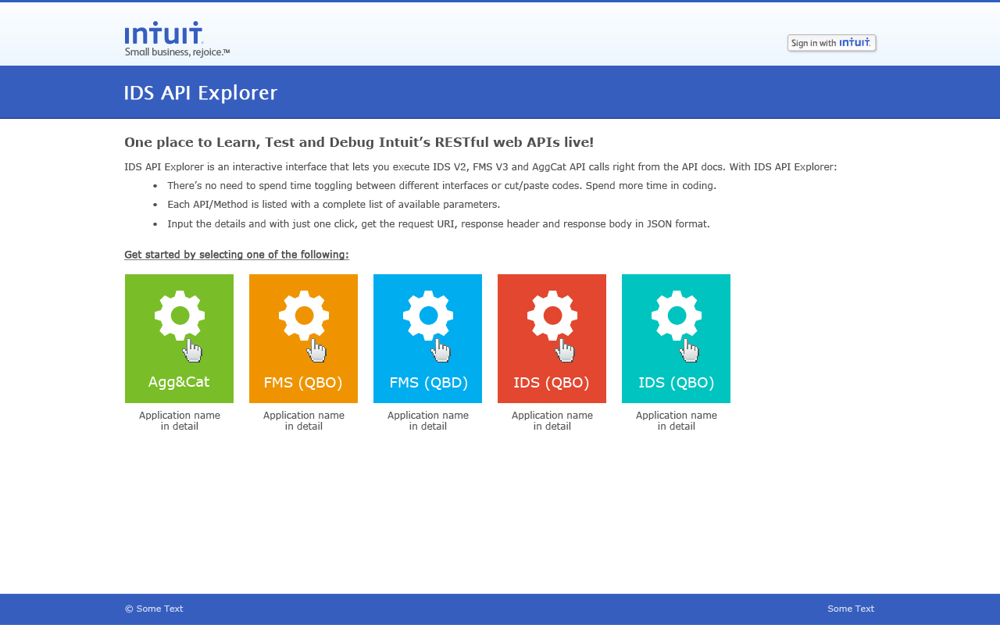 INTUIT.
Small business, rejoice.™
Sign in with INTUIT.
IDS API Explorer
One place to Learn, Test and Debug Intuit’s RESTful web APIs live!
IDS API Explorer is an interactive interface that lets you execute IDS V2, FMS V3 and AggCat API calls right from the API docs. With IDS API Explorer:
• There’s no need to spend time toggling between different interfaces or cut/paste codes. Spend more time in coding.
• Each API/Method is listed with a complete list of available parameters.
• Input the details and with just one click, get the request URI, response header and response body in JSON format.
Get started by selecting one of the following:
Agg&Cat
FMS (QBO)
FMS (QBD)
IDS (QBO)
IDS (QBO)
Application name
in detail
Application name
in detail
Application name
in detail
Application name
in detail
Application name
in detail
© Some Text
Some Text